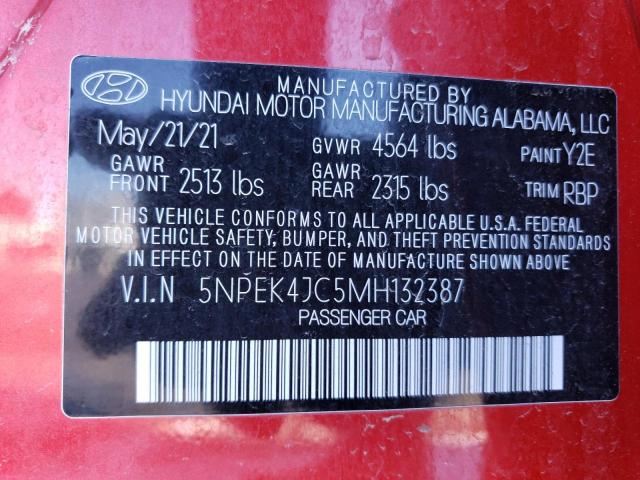 MANUFACTURED BY
HYUNDAI MOTOR MANUFACTURING ALABAMA, LLC
May/21/21 GVWR 4564 lbs PAINT Y2E
GAWR FRONT 2513 lbs GAWR REAR 2315 lbs TRIM RBP
THIS VEHICLE CONFORMS TO ALL APPLICABLE U.S.A. FEDERAL
MOTOR VEHICLE SAFETY, BUMPER, AND THEFT PREVENTION STANDARDS
IN EFFECT ON THE DATE OF MANUFACTURE SHOWN ABOVE
V.I.N 5NPEK4JC5MH132387
PASSENGER CAR